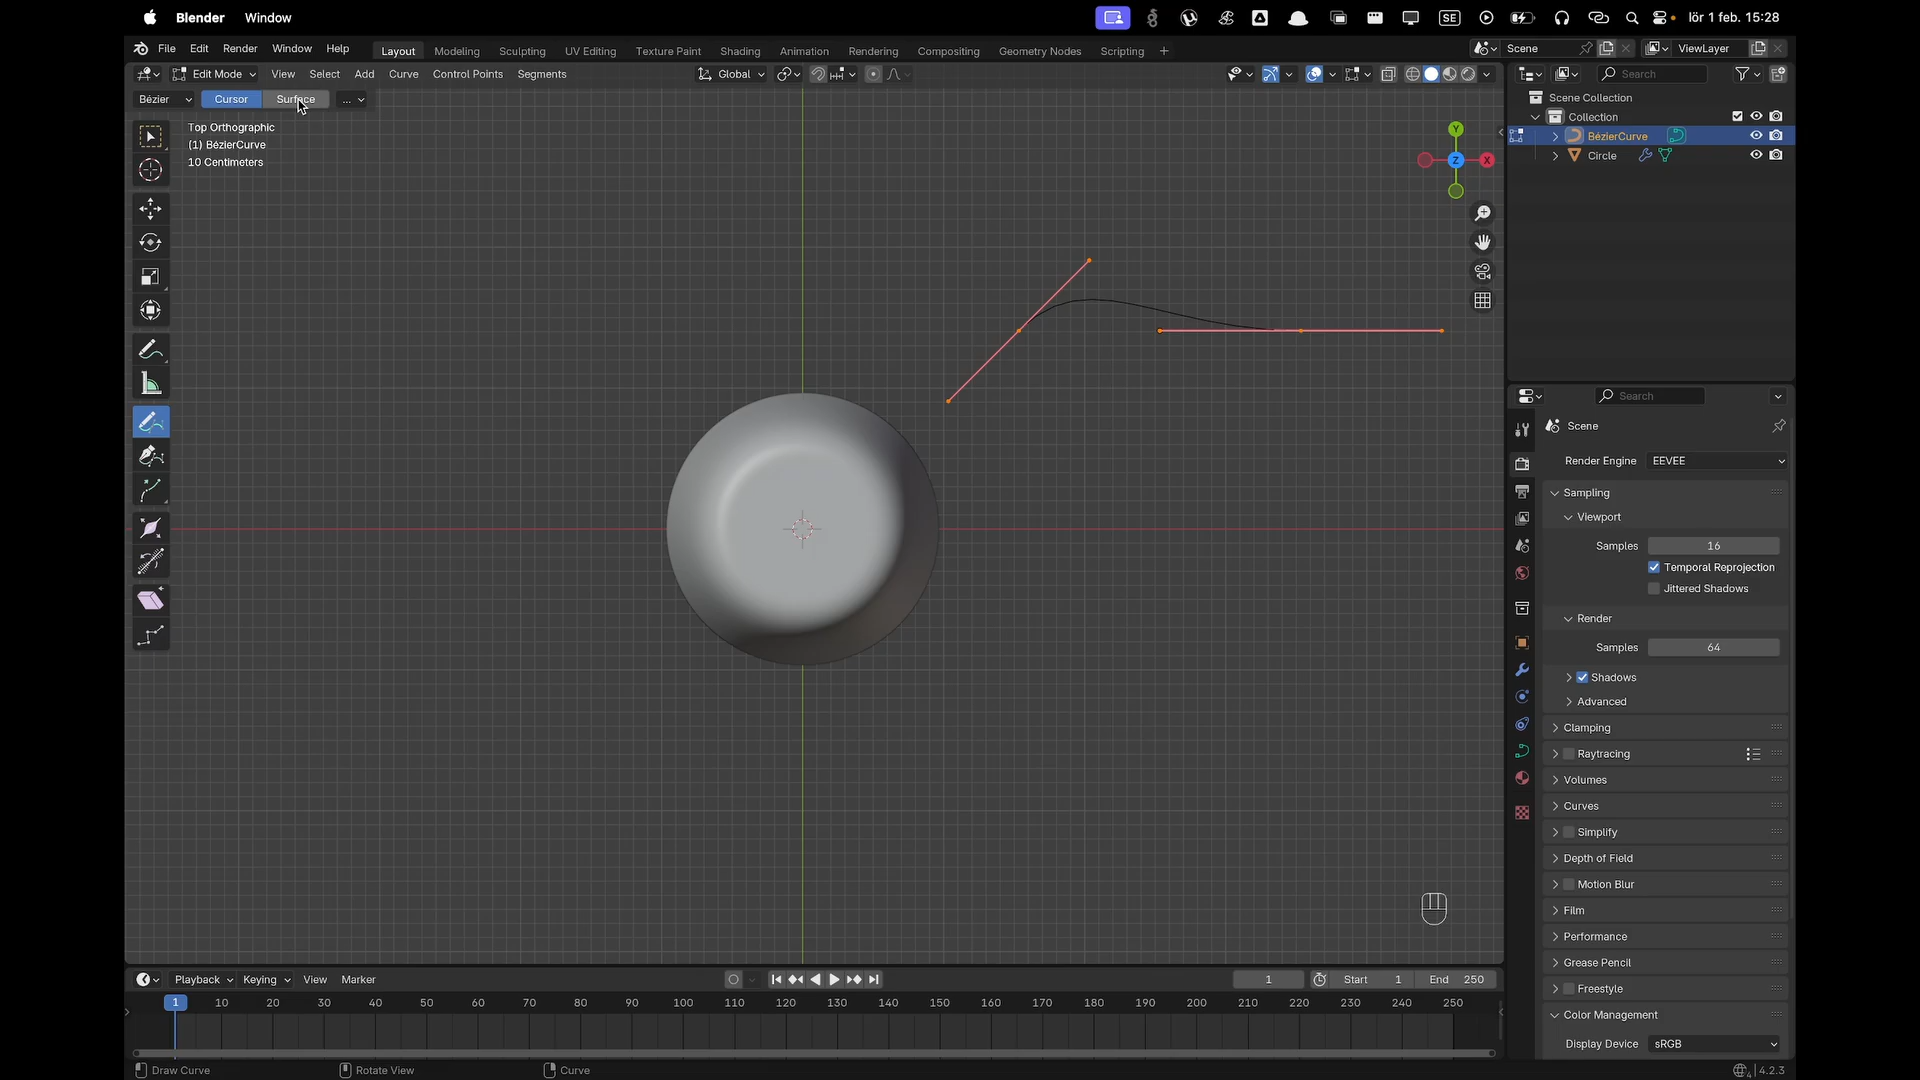 Blender Window SE lör 1 feb. 15:28
File Edit Render Window Help Layout Modeling Sculpting UV Editing Texture Paint Shading Animation Rendering Compositing Geometry Nodes Scripting + Scene ViewLayer
Edit Mode View Select Add Curve Control Points Segments Global Search
Bézier Cursor Surface ... Scene Collection
Collection
Top Orthographic
(1) BézierCurve
10 Centimeters
Y
Z
X
BézierCurve
Circle
Search
Scene
Render Engine EEVEE
Sampling
Viewport
Samples 16
Temporal Reprojection
Jittered Shadows
Render
Samples 64
Shadows
Advanced
Clamping
Raytracing
Volumes
Curves
Simplify
Depth of Field
Motion Blur
Film
Performance
Grease Pencil
Freestyle
Color Management
Display Device sRGB
Playback Keying View Marker 1 Start 1 End 250
1 10 20 30 40 50 60 70 80 90 100 110 120 130 140 150 160 170 180 190 200 210 220 230 240 250
Draw Curve Rotate View Curve 4.2.3